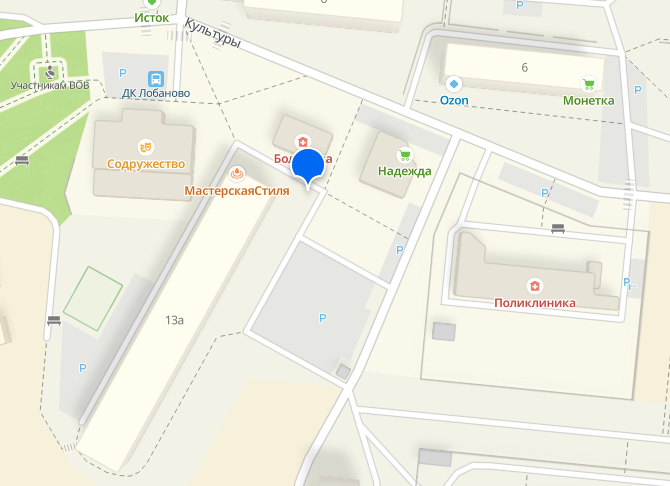 Исток
Культуры
P
6
P
Участникам ВОВ
ДК Лобаново
Ozon
Монетка
P
Содружество
МастерскаяСтиля
Надежда
P
P
Поликлиника
P
13а
P
P